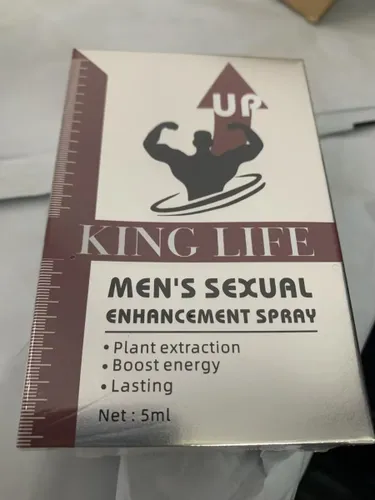 UP
KING LIFE
MEN'S SEXUAL
ENHANCEMENT SPRAY
• Plant extraction
• Boost energy
• Lasting
Net : 5ml